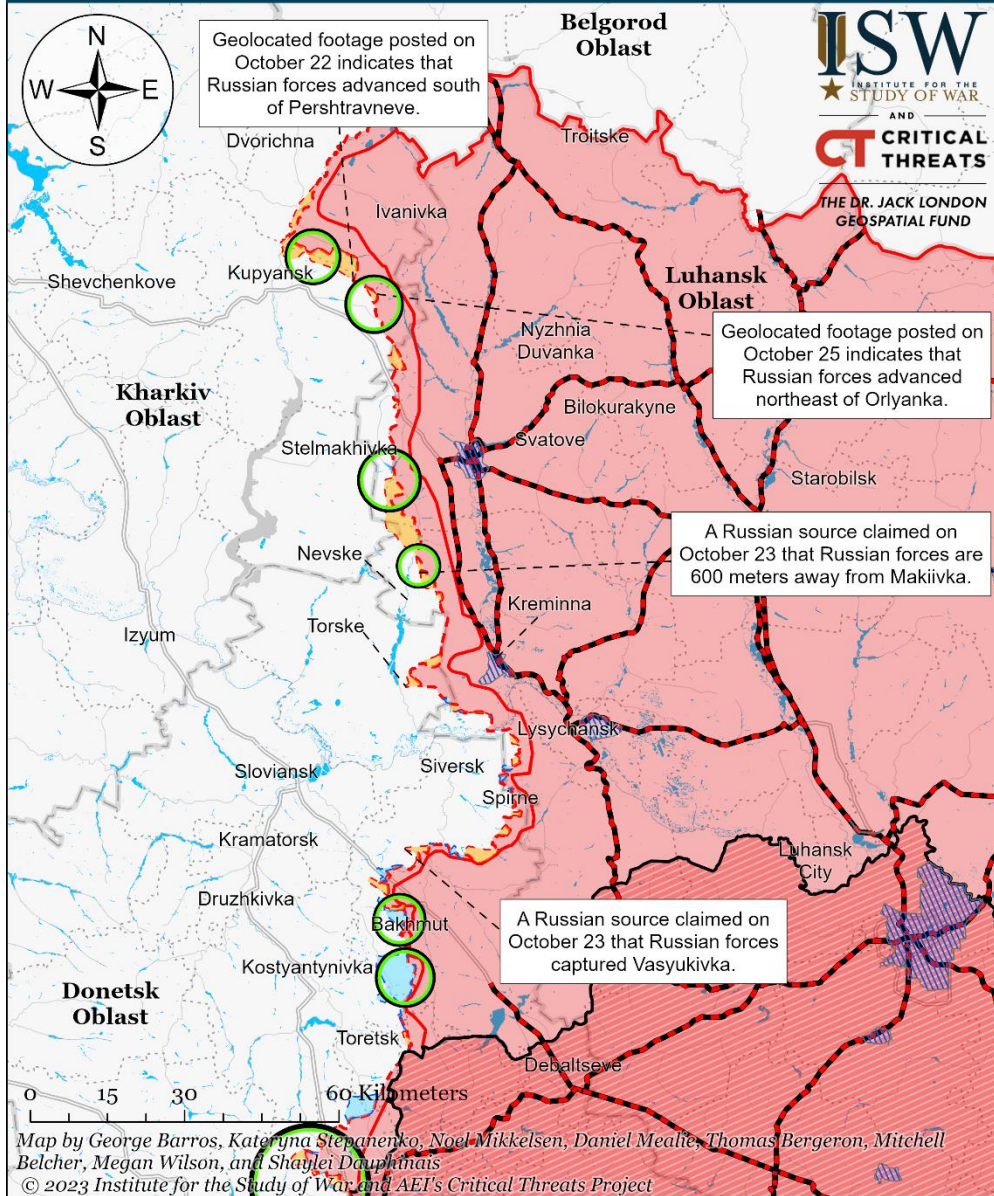 N
W
E
S
Geolocated footage posted on
October 22 indicates that
Russian forces advanced south
of Pershtravneve.
Belgorod
Oblast
ISW
INSTITUTE FOR THE
STUDY OF WAR
AND
CT CRITICAL
THREATS
THE DR. JACK LONDON
GEOSPATIAL FUND
Dvorichna
Troitske
Ivanivka
Shevchenkove
Kupyansk
Luhansk
Oblast
Nyzhnia
Duvanka
Geolocated footage posted on
October 25 indicates that
Russian forces advanced
northeast of Orlyanka.
Kharkiv
Oblast
Bilokurakyne
Stelmakhivka
Svatove
Starobilsk
A Russian source claimed on
October 23 that Russian forces are
600 meters away from Makiivka.
Nevske
Kreminna
Torske
Izyum
Lysychansk
Siversk
Sloviansk
Spirne
Kramatorsk
Luhansk
City
Druzhkivka
Bakhmut
A Russian source claimed on
October 23 that Russian forces
captured Vasyukivka.
Kostyantynivka
Donetsk
Oblast
Toretsk
Debaltseve
0 15 30 60 Kilometers
Map by George Barros, Kateryna Stepanenko, Noel Mikkelsen, Daniel Mealie, Thomas Bergeron, Mitchell
Belcher, Megan Wilson, and Shaylei Dauphinais
© 2023 Institute for the Study of War and AEI's Critical Threats Project